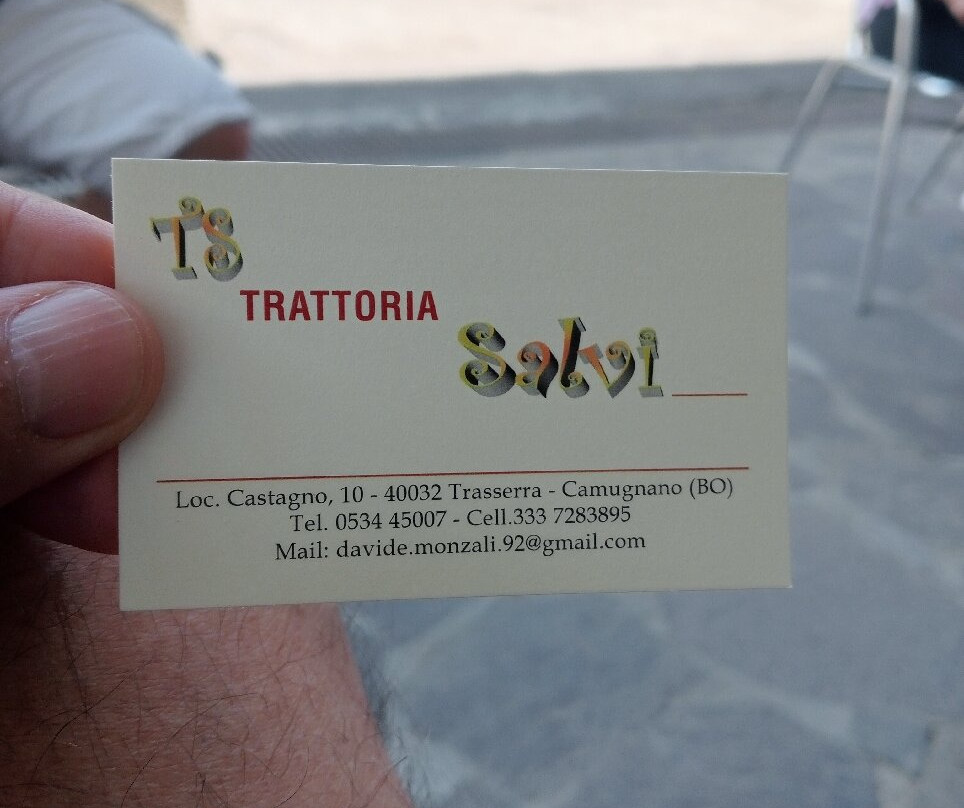 TS
TRATTORIA
Salvi
Loc. Castagno, 10 - 40032 Trasserra - Camugnano (BO)
Tel. 0534 45007 - Cell.333 7283895
Mail: davide.monzali.92@gmail.com